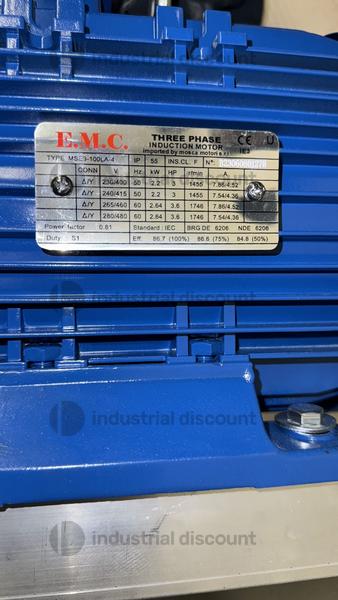 industrial discount
E.M.C.
THREE PHASE
INDUCTION MOTOR
imported by mosca motori s.r.l
CE IE3 U
TYPE MSE3-100LA-4 IP 55 INS.CL F N°
CONN V Hz kW HP r/min A
Δ/Y 230/400 50 2.2 3 1455 7.86/4.52
Δ/Y 240/415 50 2.2 3 1455 7.54/4.36
Δ/Y 265/460 60 2.64 3.6 1746 7.86/4.52
Δ/Y 280/480 60 2.64 3.6 1746 7.54/4.36
Power factor 0.81 Standard : IEC BRG DE 6206 NDE 6206
Duty S1 Eff. 86.7 (100%) 86.6 (75%) 84.8 (50%)
industrial discount
industrial discount
industrial discount